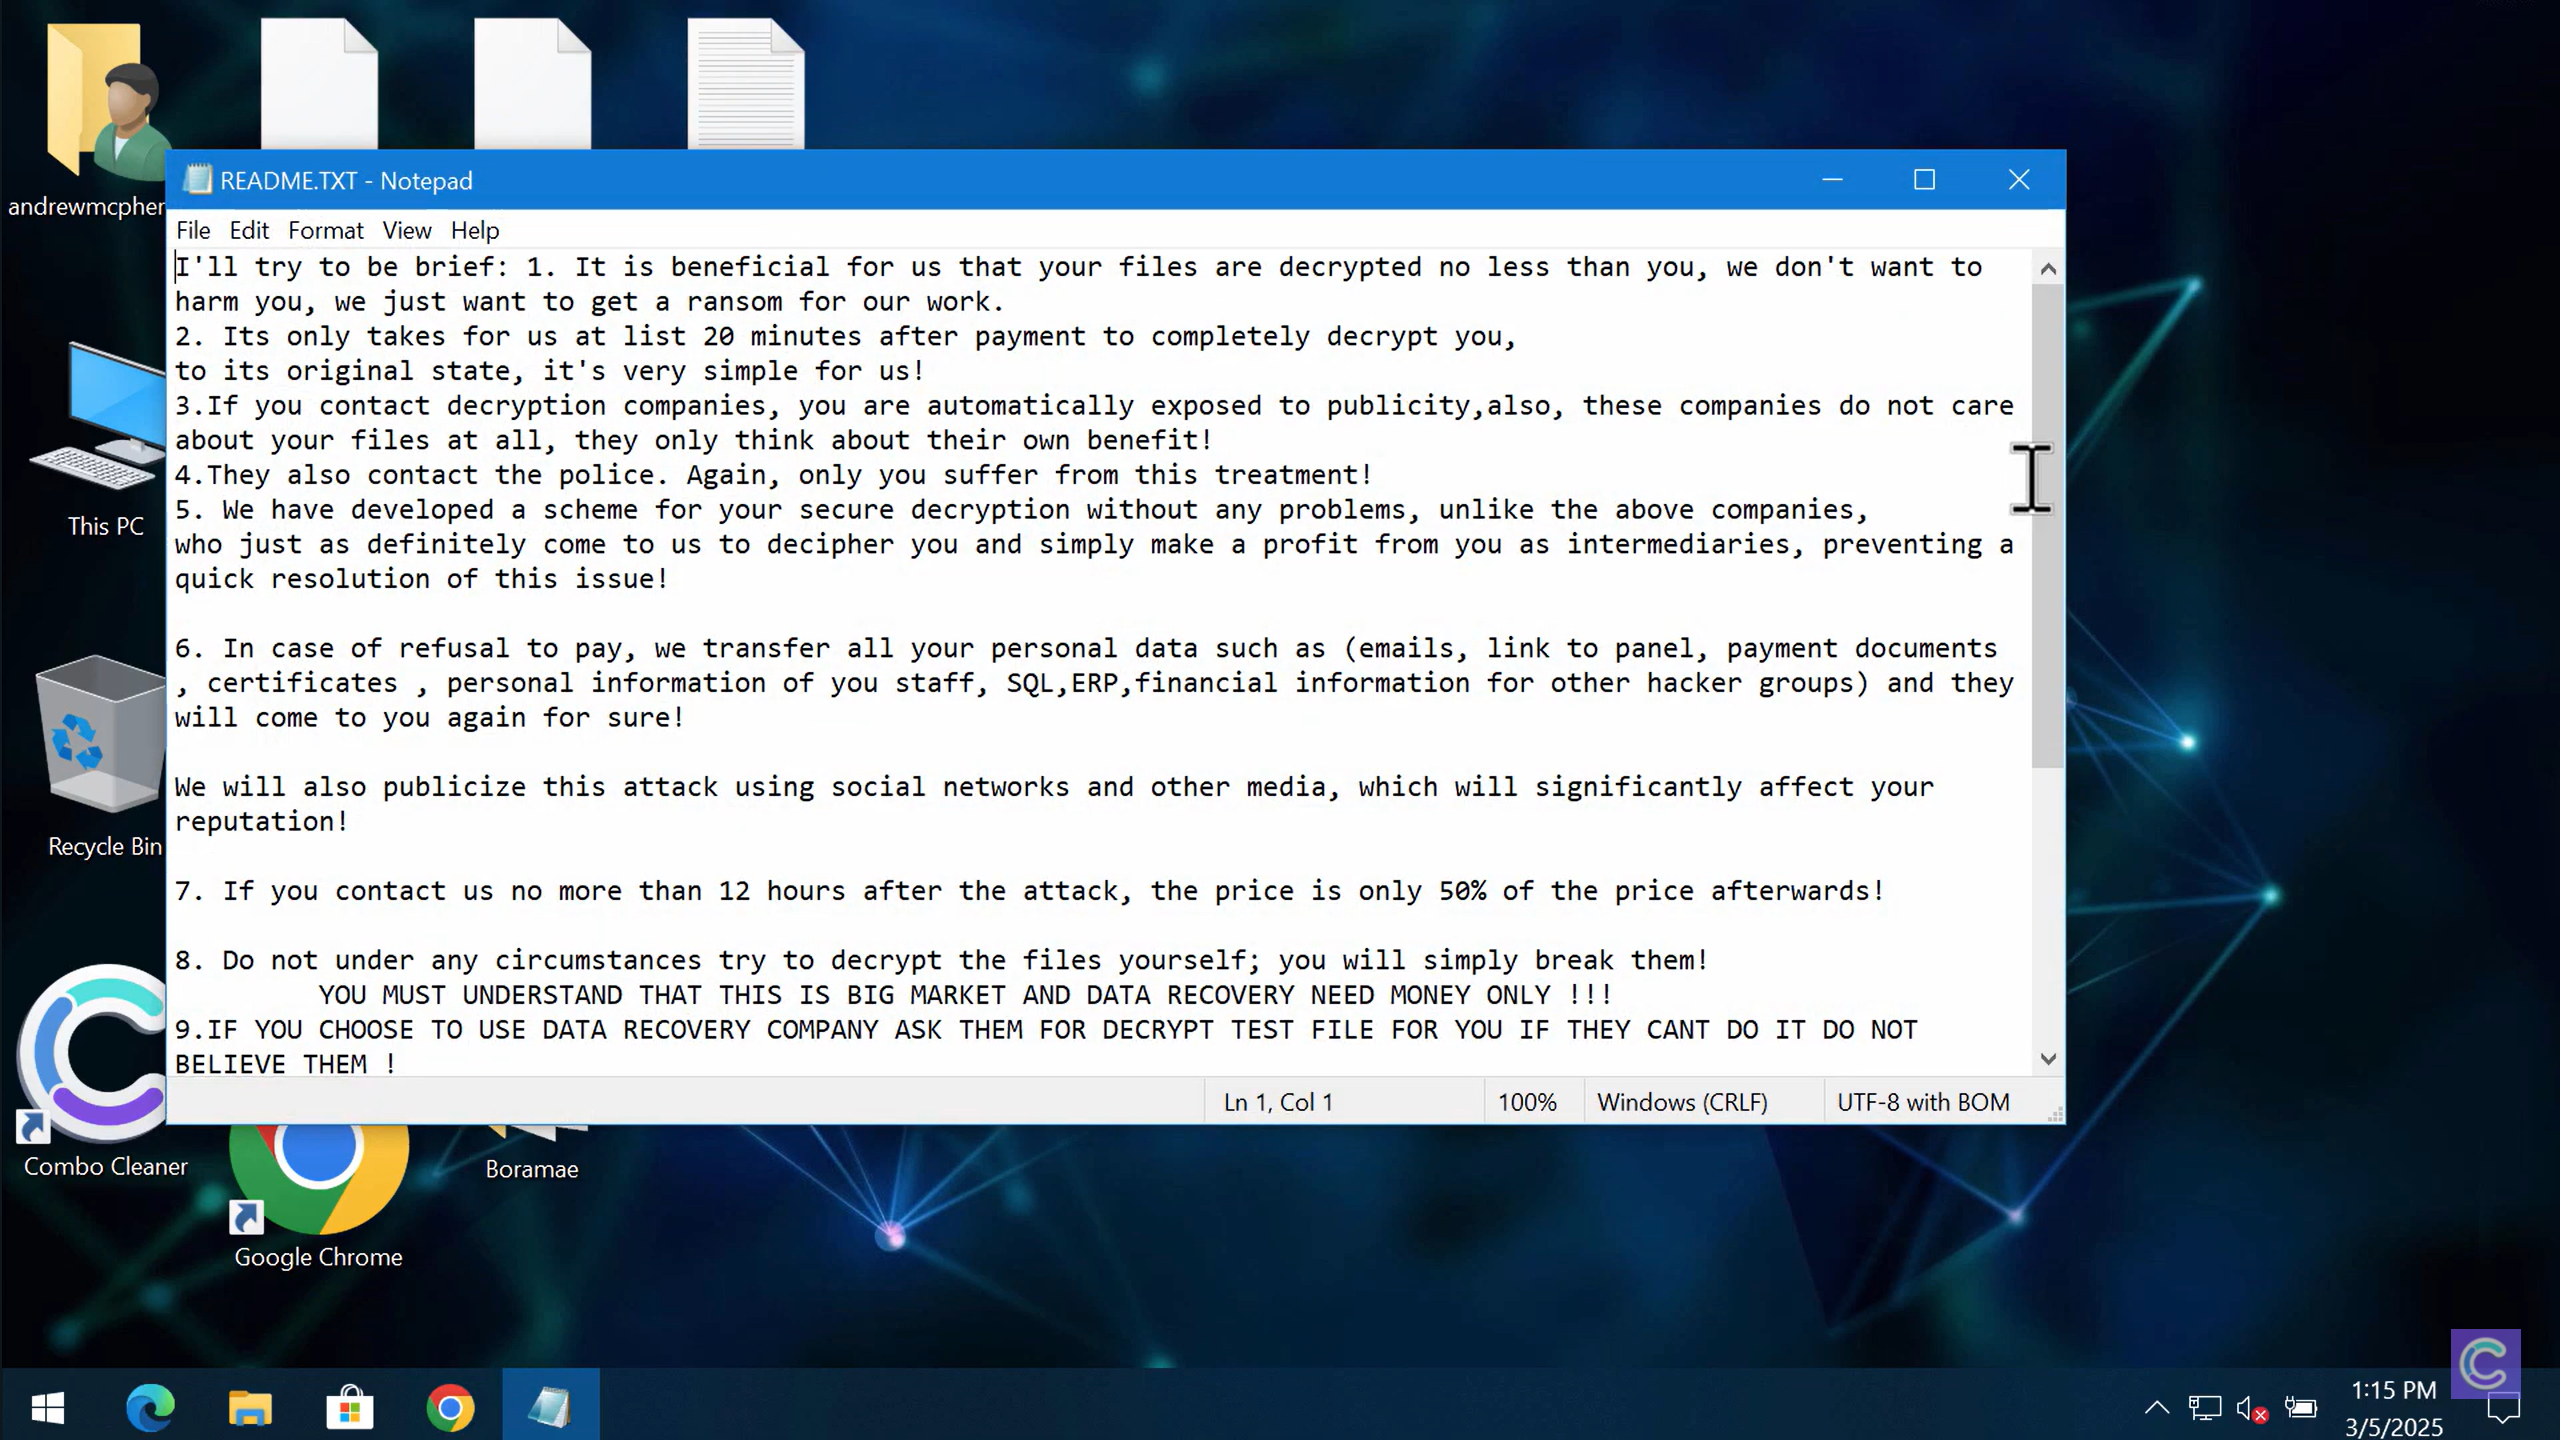 andrewmcpher
README.TXT - Notepad
File Edit Format View Help
I'll try to be brief: 1. It is beneficial for us that your files are decrypted no less than you, we don't want to
harm you, we just want to get a ransom for our work.
2. Its only takes for us at list 20 minutes after payment to completely decrypt you,
to its original state, it's very simple for us!
3.If you contact decryption companies, you are automatically exposed to publicity,also, these companies do not care
about your files at all, they only think about their own benefit!
4.They also contact the police. Again, only you suffer from this treatment!
5. We have developed a scheme for your secure decryption without any problems, unlike the above companies,
who just as definitely come to us to decipher you and simply make a profit from you as intermediaries, preventing a
quick resolution of this issue!
6. In case of refusal to pay, we transfer all your personal data such as (emails, link to panel, payment documents
, certificates , personal information of you staff, SQL,ERP,financial information for other hacker groups) and they
will come to you again for sure!
We will also publicize this attack using social networks and other media, which will significantly affect your
reputation!
7. If you contact us no more than 12 hours after the attack, the price is only 50% of the price afterwards!
8. Do not under any circumstances try to decrypt the files yourself; you will simply break them!
YOU MUST UNDERSTAND THAT THIS IS BIG MARKET AND DATA RECOVERY NEED MONEY ONLY !!!
9.IF YOU CHOOSE TO USE DATA RECOVERY COMPANY ASK THEM FOR DECRYPT TEST FILE FOR YOU IF THEY CANT DO IT DO NOT
BELIEVE THEM !
Ln 1, Col 1
100%
Windows (CRLF)
UTF-8 with BOM
This PC
Recycle Bin
Combo Cleaner
Google Chrome
Boramae
1:15 PM
3/5/2025